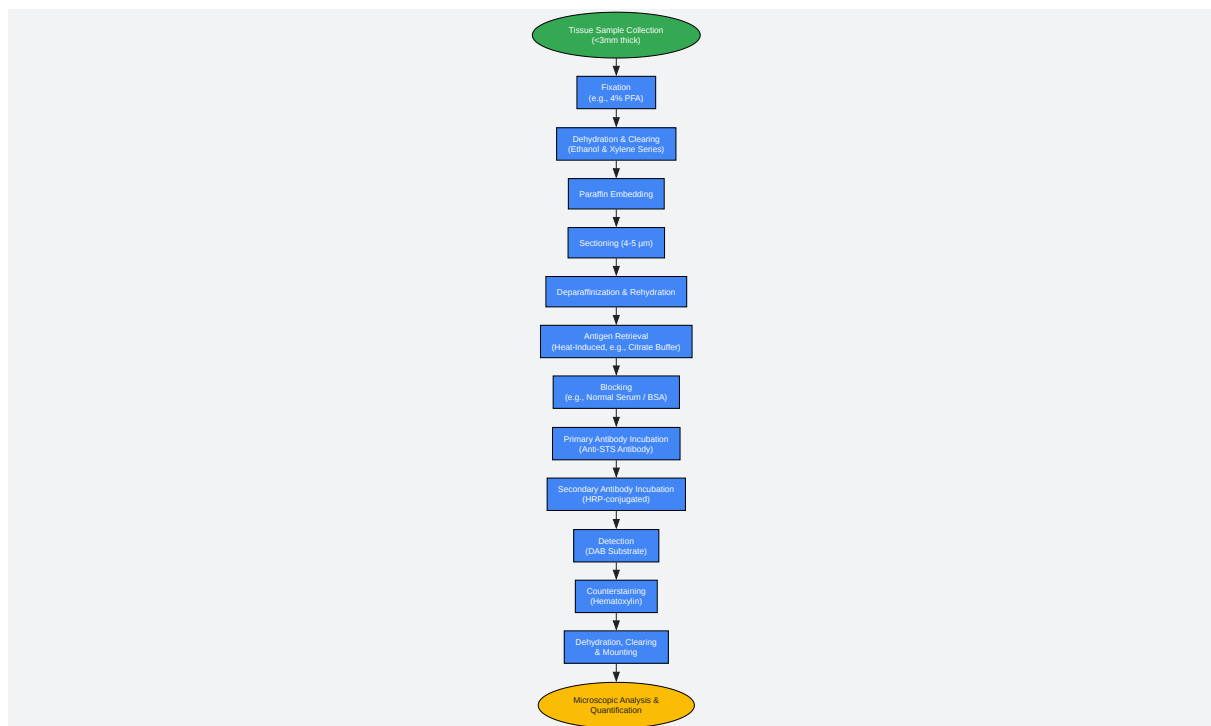 Tissue Sample Collection
(<3mm thick)
Fixation
(e.g., 4% PFA)
Dehydration & Clearing
(Ethanol & Xylene Series)
Paraffin Embedding
Sectioning (4-5 µm)
Deparaffinization & Rehydration
Antigen Retrieval
(Heat-Induced, e.g., Citrate Buffer)
Blocking
(e.g., Normal Serum / BSA)
Primary Antibody Incubation
(Anti-STS Antibody)
Secondary Antibody Incubation
(HRP-conjugated)
Detection
(DAB Substrate)
Counterstaining
(Hematoxylin)
Dehydration, Clearing
& Mounting
Microscopic Analysis &
Quantification